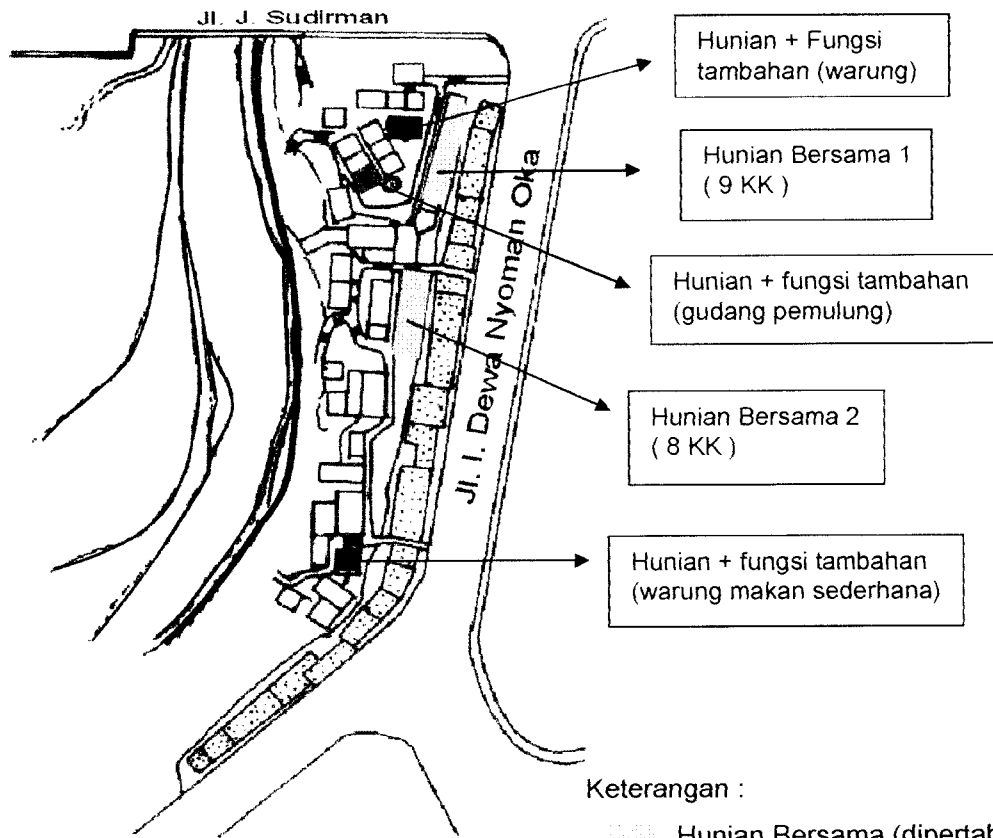 Jl. J. Sudirman
Hunian + Fungsi
tambahan (warung)
Hunian Bersama 1
( 9 KK )
Jl. I. Dewa Nyoman Oka
Hunian + fungsi tambahan
(gudang pemulung)
Hunian Bersama 2
( 8 KK )
Hunian + fungsi tambahan
(warung makan sederhana)
Keterangan :
Hunian Bersama